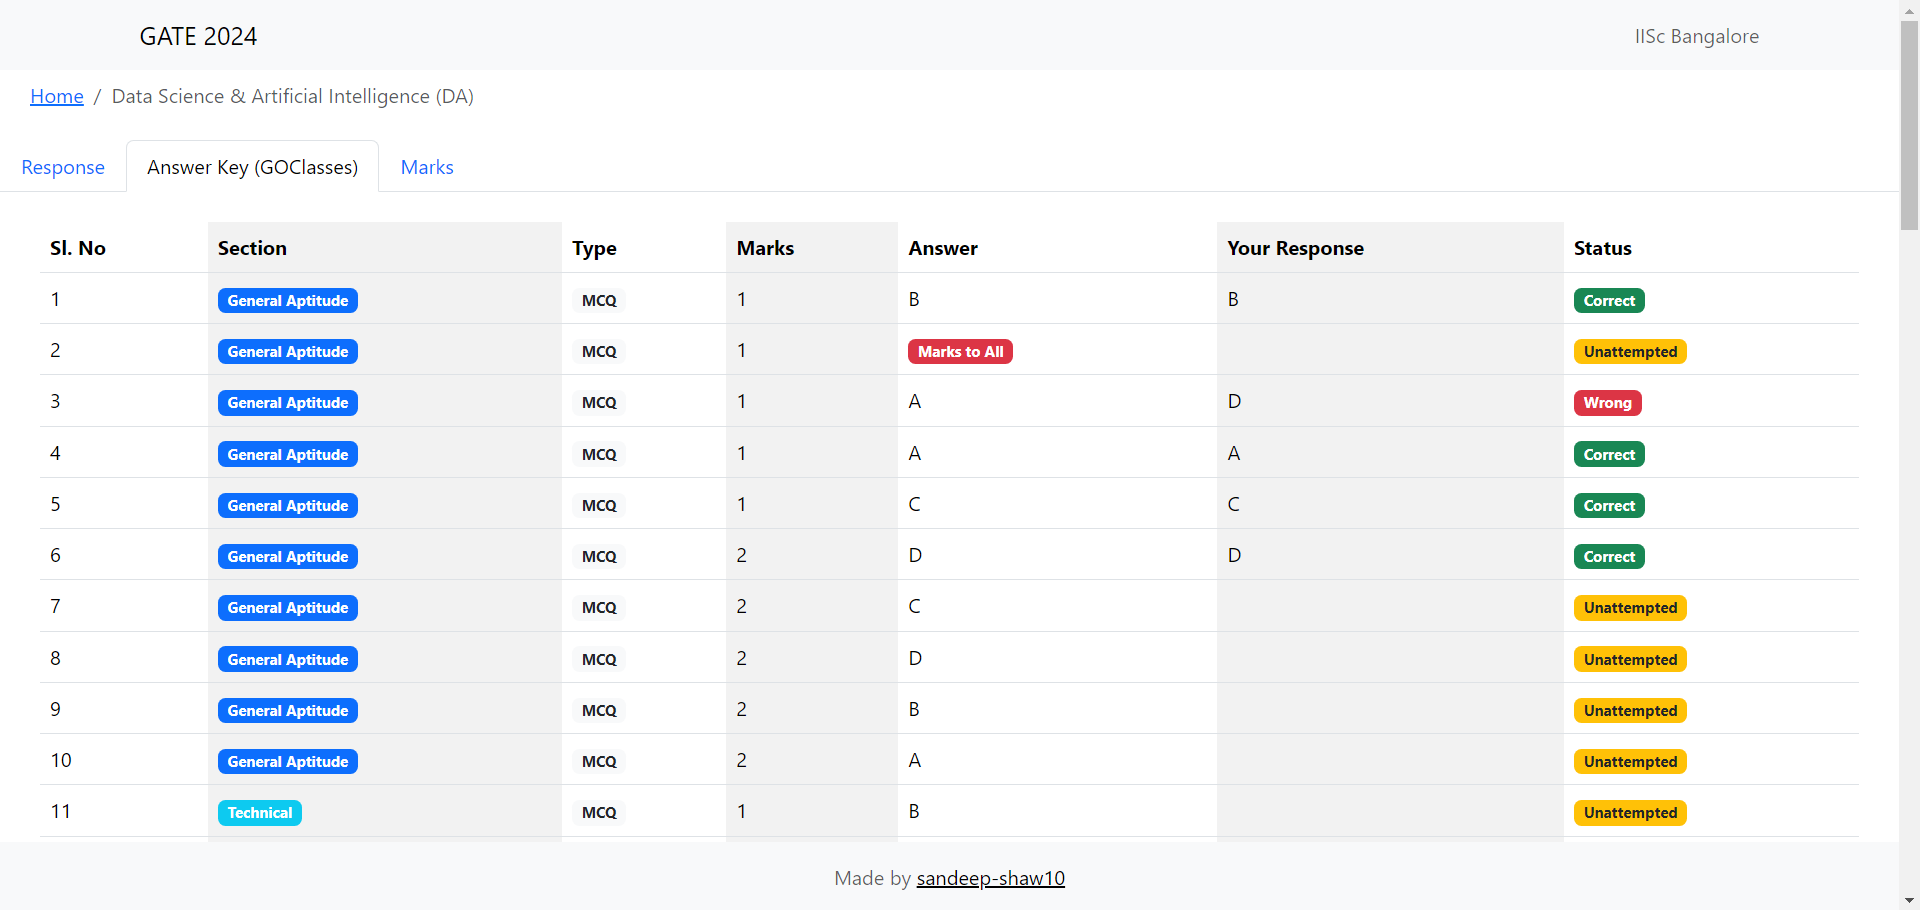 GATE 2024 IISc Bangalore
Home / Data Science & Artificial Intelligence (DA)
Response Answer Key (GOClasses) Marks
Sl. No Section Type Marks Answer Your Response Status
1 General Aptitude MCQ 1 B B Correct
2 General Aptitude MCQ 1 Marks to All Unattempted
3 General Aptitude MCQ 1 A D Wrong
4 General Aptitude MCQ 1 A A Correct
5 General Aptitude MCQ 1 C C Correct
6 General Aptitude MCQ 2 D D Correct
7 General Aptitude MCQ 2 C Unattempted
8 General Aptitude MCQ 2 D Unattempted
9 General Aptitude MCQ 2 B Unattempted
10 General Aptitude MCQ 2 A Unattempted
11 Technical MCQ 1 B Unattempted
Made by sandeep-shaw10